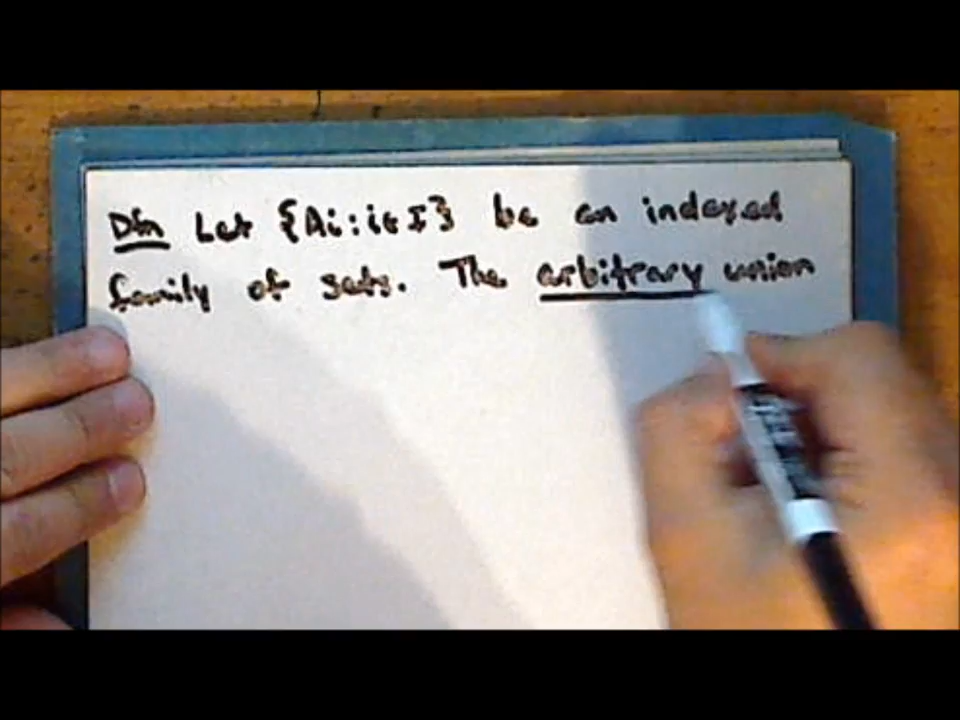 Dfn Let {Ai:i∈I} be an indexed
family of sets. The arbitrary union